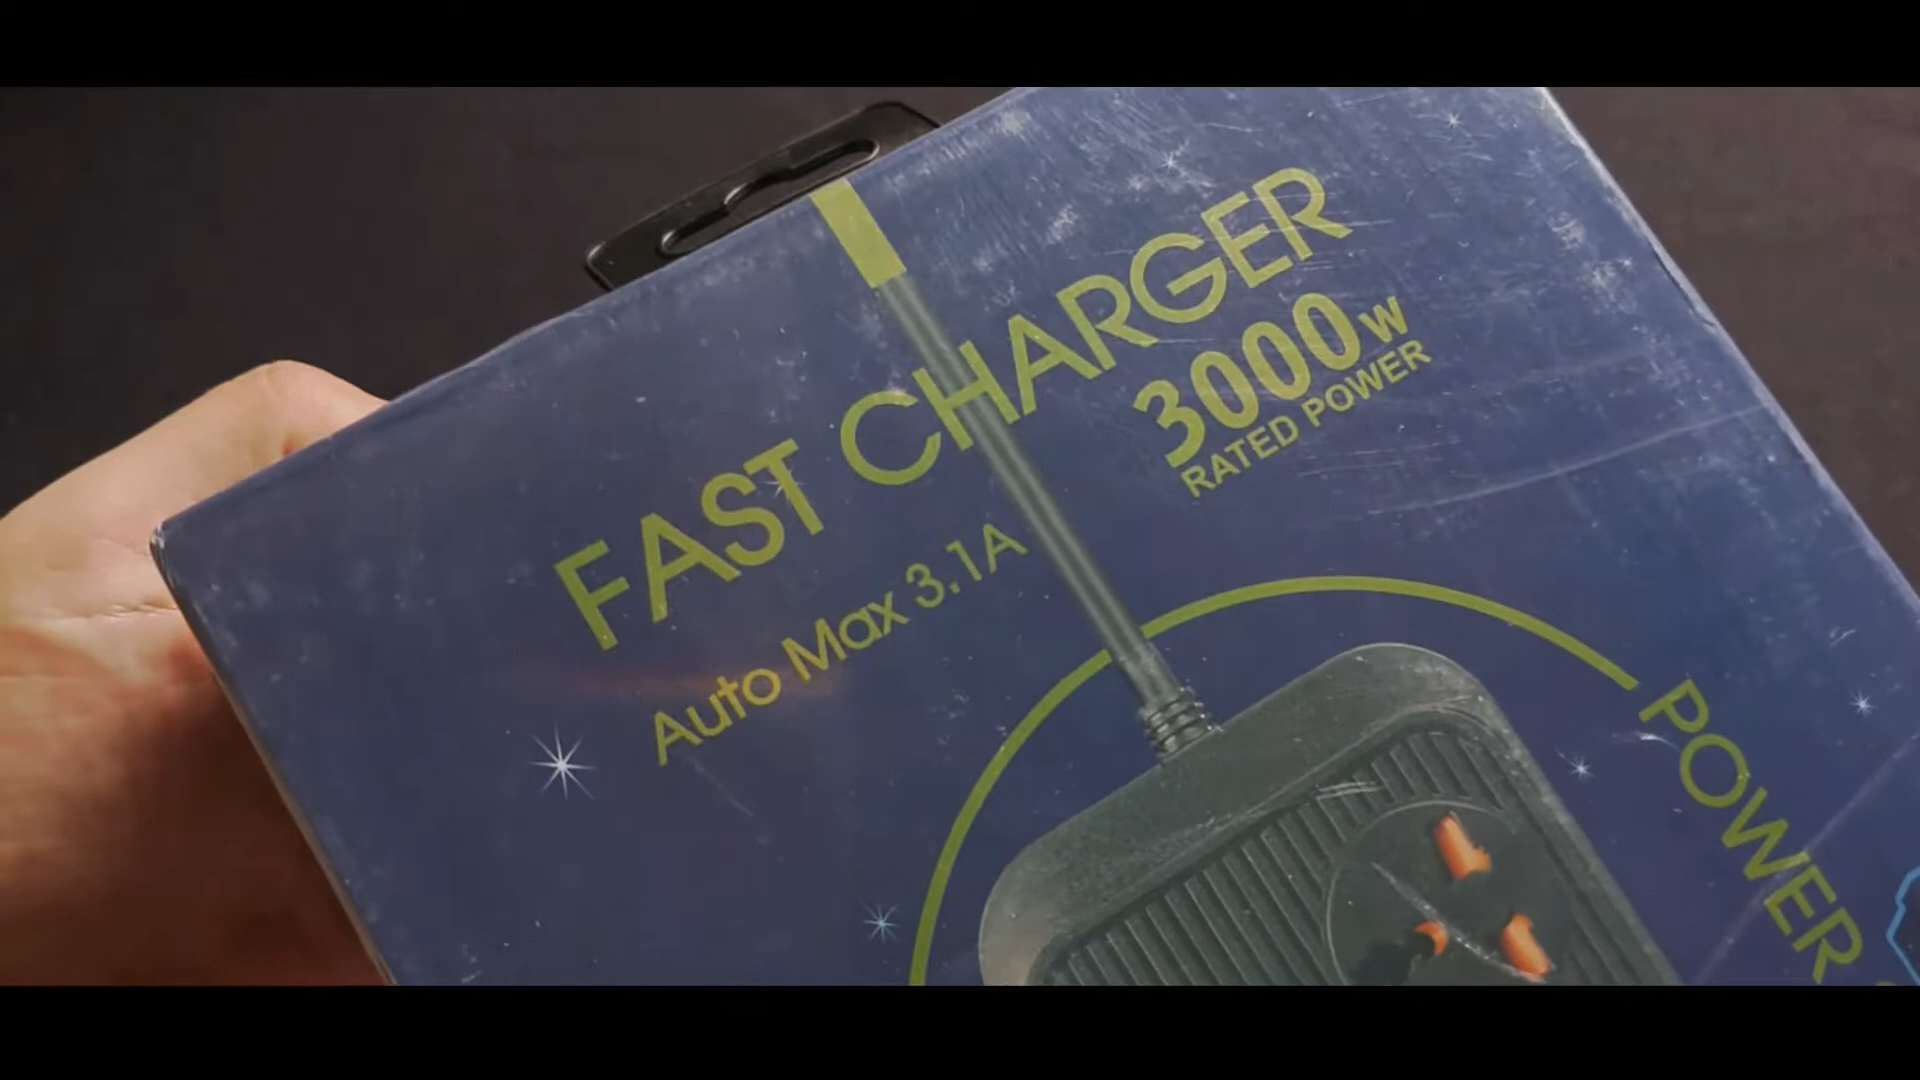 FAST CHARGER
3000W
RATED POWER
Auto Max 3.1A
POWER